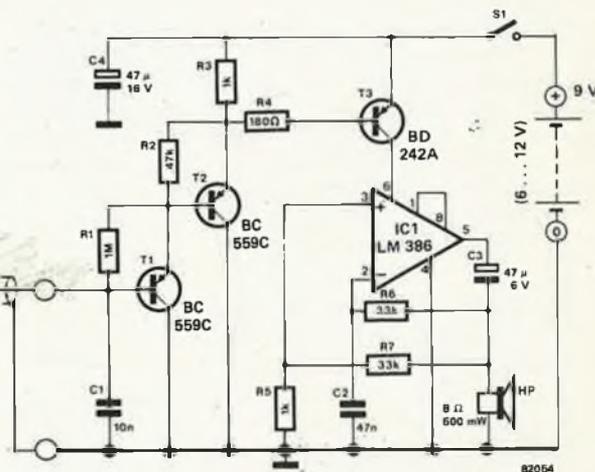 S1
C4
47 µ
16 V
R3
1k
R4
180Ω
T3
BD
242A
9 V
(6 ... 12 V)
0
R2
47k
T2
BC
559C
R1
1M
T1
BC
559C
C1
10n
3
+
6
1
8
IC1
LM 386
5
2
−
4
C3
47 µ
6 V
R6
33k
R7
33k
R5
1k
C2
47n
HP
8 Ω
500 mW
82054